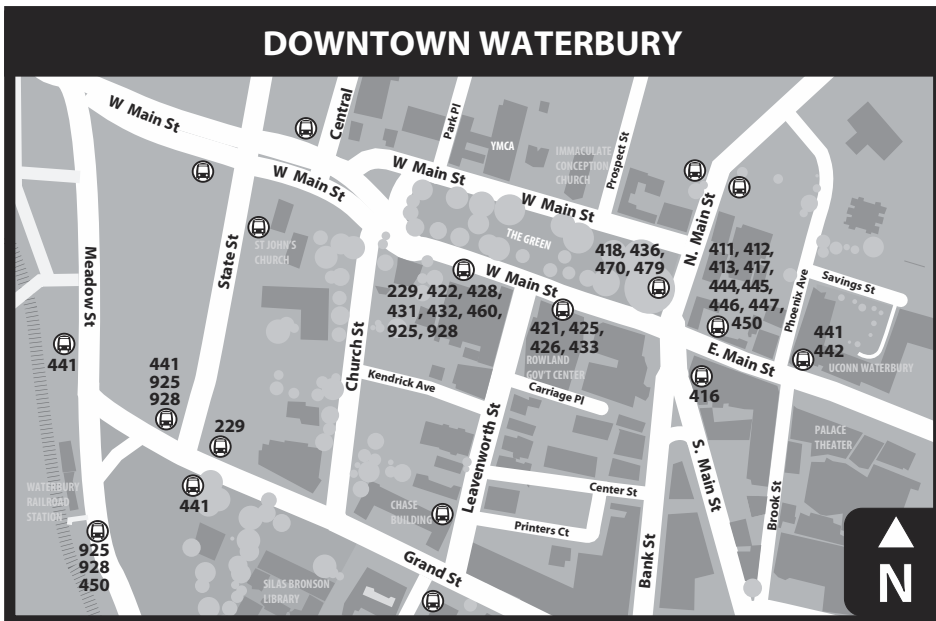 DOWNTOWN WATERBURY
W Main St
Central
Park Pl
YMCA
IMMACULATE
CONCEPTION
CHURCH
Prospect St
W Main St
W Main St
W Main St
N. Main St
THE GREEN
ST JOHN'S
CHURCH
State St
Meadow St
W Main St
418, 436,
470, 479
411, 412,
413, 417,
444, 445,
446, 447,
450
Phoenix Ave
Savings St
229, 422, 428,
431, 432, 460,
925, 928
421, 425,
426, 433
ROWLAND
GOV'T CENTER
E. Main St
441
442
UCONN WATERBURY
441
441
925
928
Church St
Kendrick Ave
Carriage Pl
416
229
Leavenworth St
S. Main St
PALACE
THEATER
WATERBURY
RAILROAD
STATION
441
CHASE
BUILDING
Center St
Printers Ct
Brook St
Bank St
925
928
450
Grand St
SILAS BRONSON
LIBRARY
N